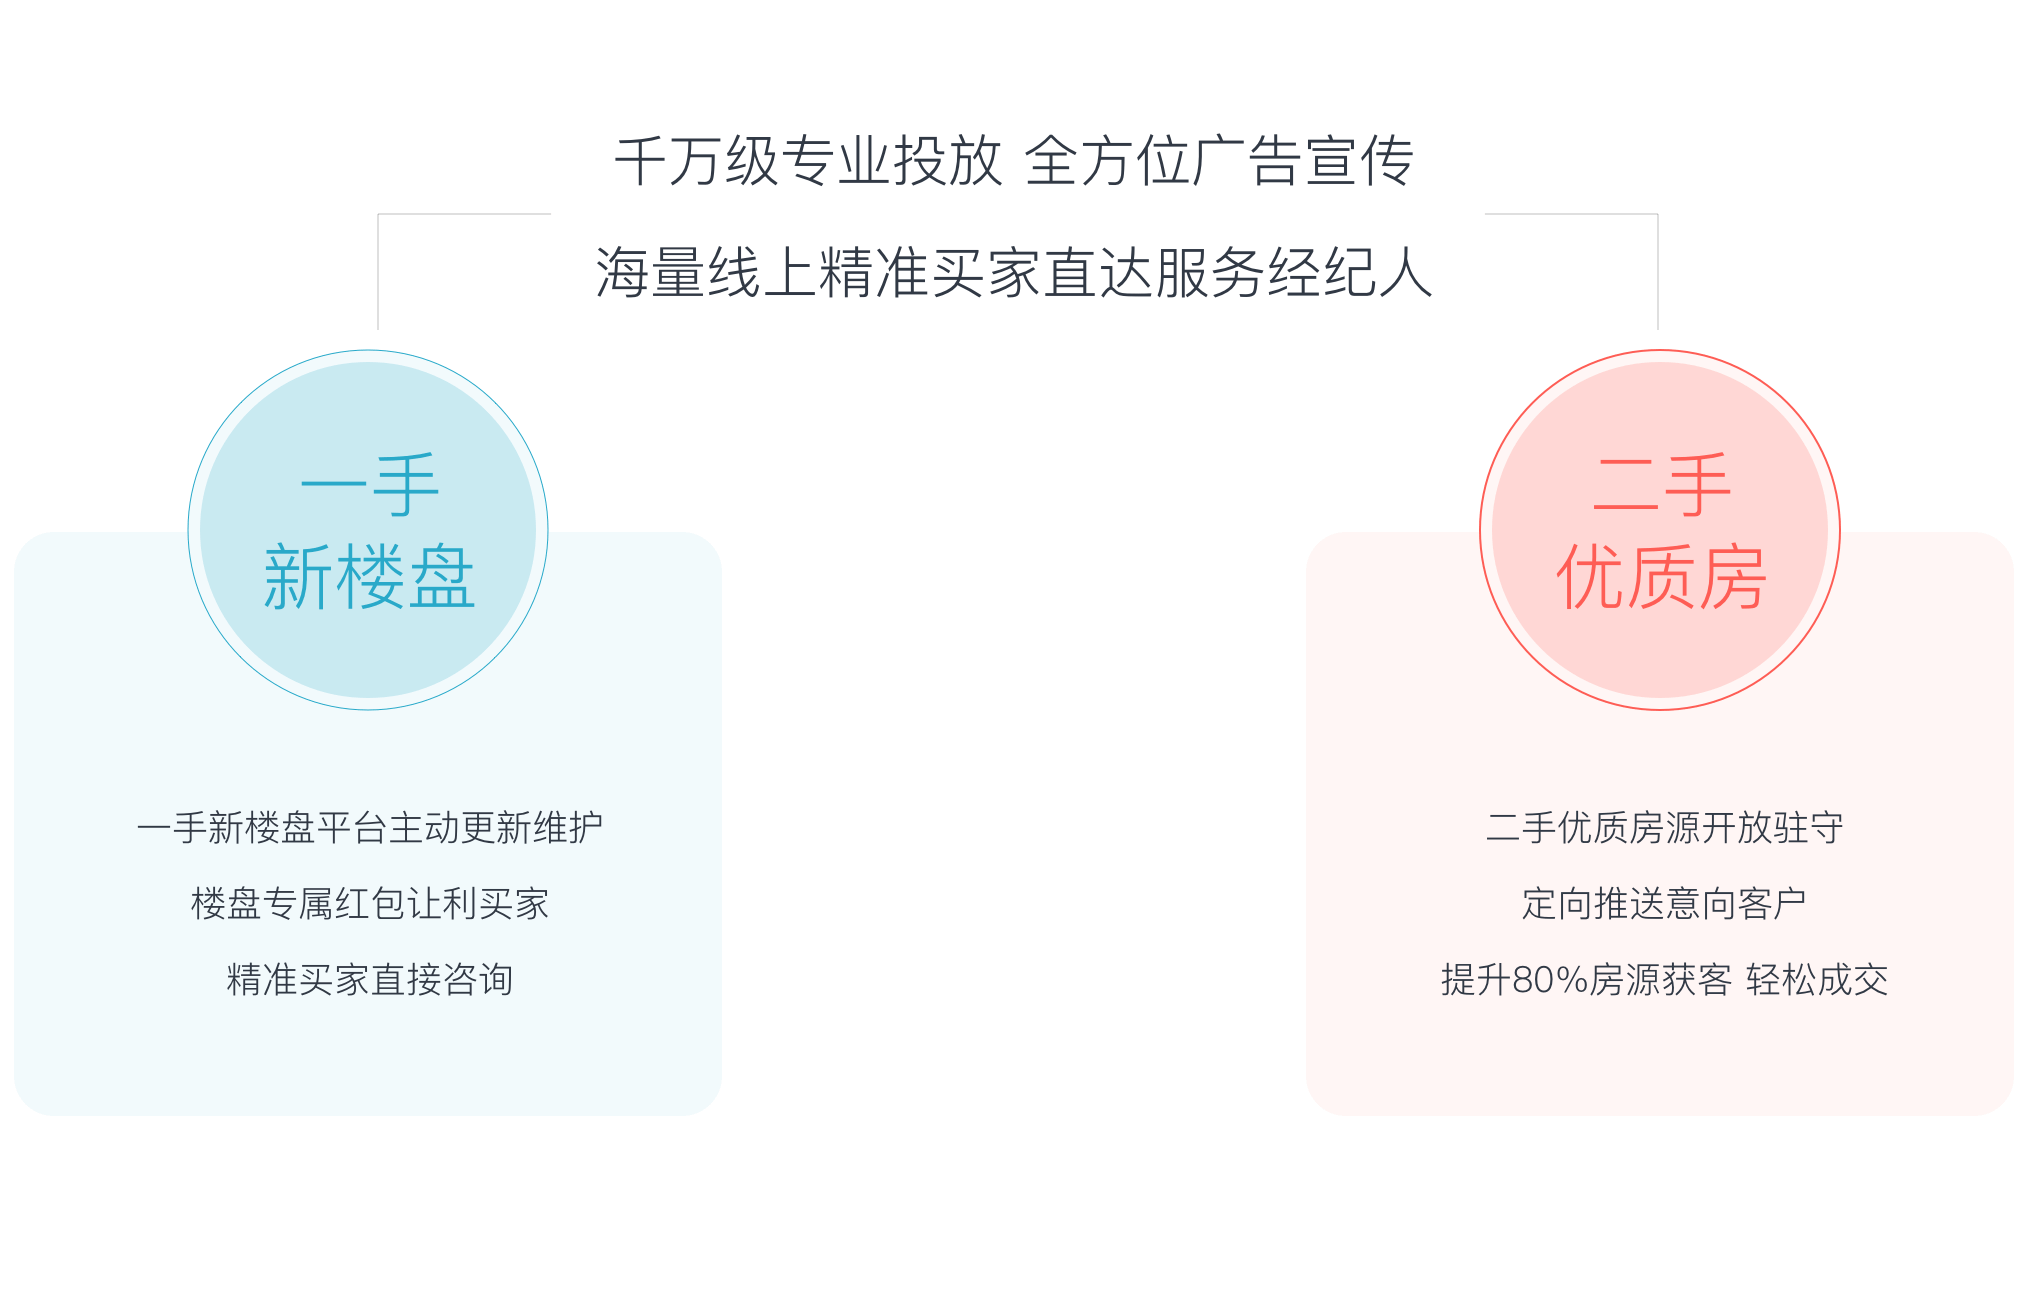 千万级专业投放 全方位广告宣传
海量线上精准买家直达服务经纪人
一手
新楼盘
一手新楼盘平台主动更新维护
楼盘专属红包让利买家
精准买家直接咨询
二手
优质房
二手优质房源开放驻守
定向推送意向客户
提升80%房源获客 轻松成交